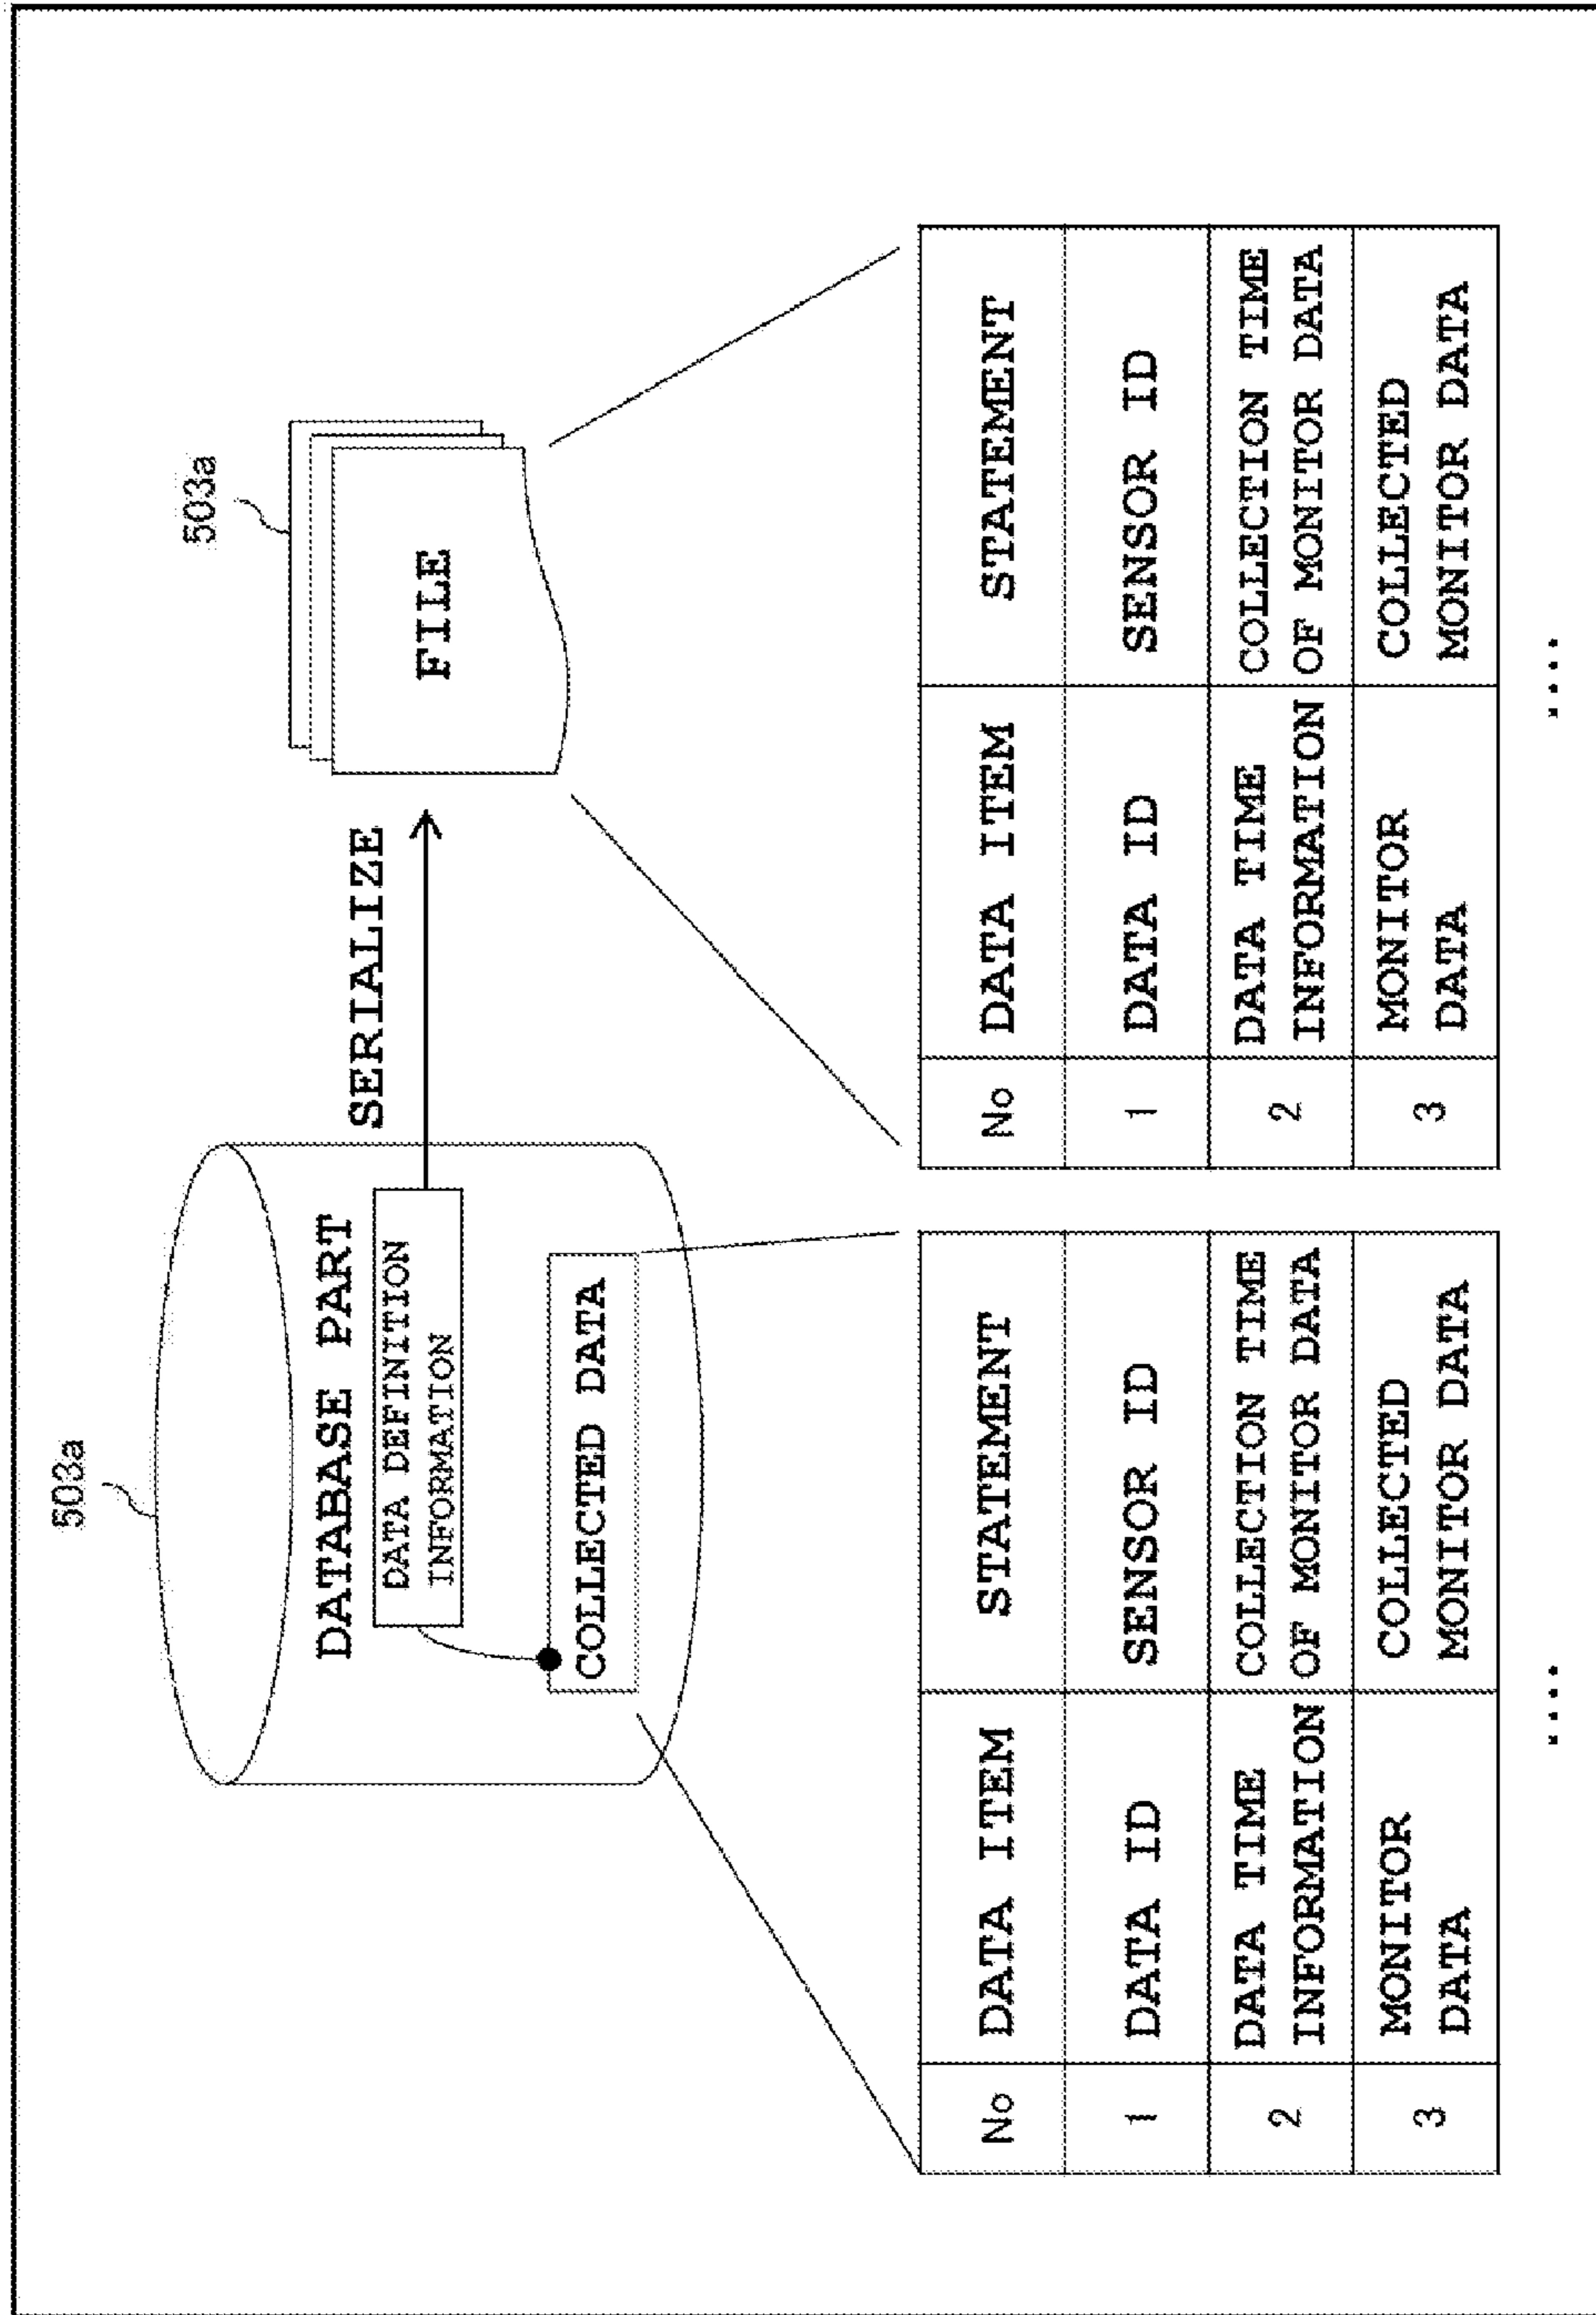 503a
DATABASE PART
DATA DEFINITION
INFORMATION
COLLECTED DATA
SERIALIZE
503a
FILE
No DATA ITEM STATEMENT
1 DATA ID SENSOR ID
2 DATA TIME INFORMATION COLLECTION TIME OF MONITOR DATA
3 MONITOR DATA COLLECTED MONITOR DATA
....
No DATA ITEM STATEMENT
1 DATA ID SENSOR ID
2 DATA TIME INFORMATION COLLECTION TIME OF MONITOR DATA
3 MONITOR DATA COLLECTED MONITOR DATA
....